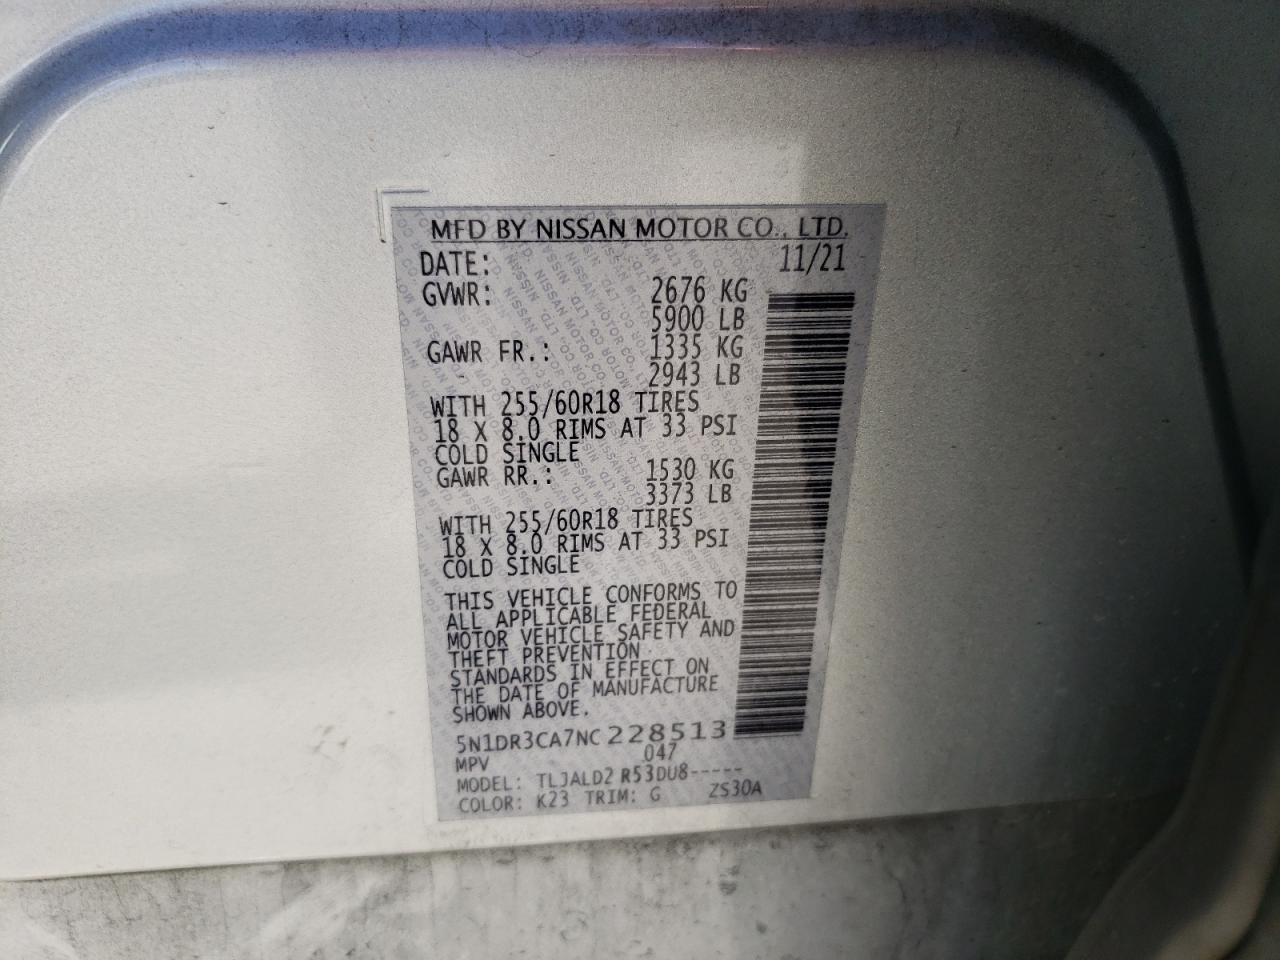 MFD BY NISSAN MOTOR CO., LTD.
DATE: 11/21
GVWR: 2676 KG
5900 LB
GAWR FR.: 1335 KG
2943 LB
WITH 255/60R18 TIRES
18 X 8.0 RIMS AT 33 PSI
COLD SINGLE
GAWR RR.: 1530 KG
3373 LB
WITH 255/60R18 TIRES
18 X 8.0 RIMS AT 33 PSI
COLD SINGLE
THIS VEHICLE CONFORMS TO
ALL APPLICABLE FEDERAL
MOTOR VEHICLE SAFETY AND
THEFT PREVENTION
STANDARDS IN EFFECT ON
THE DATE OF MANUFACTURE
SHOWN ABOVE.
5N1DR3CA7NC228513
MPV 047
MODEL: TLJALD2 R53DU8-----
COLOR: K23 TRIM: G ZS30A